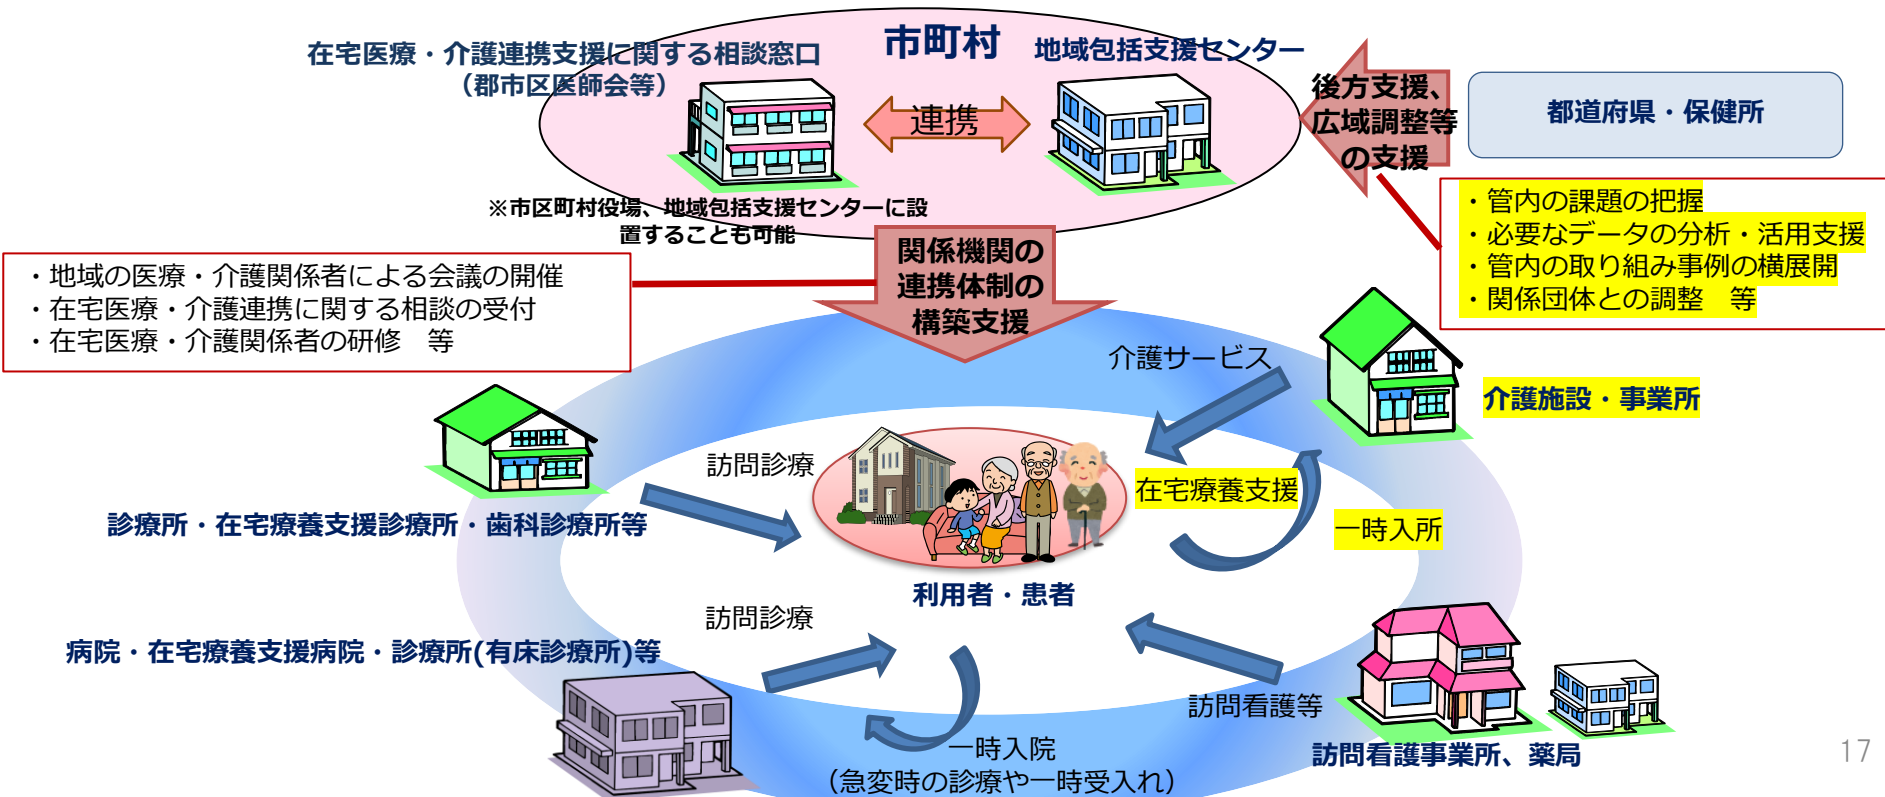 市町村
在宅医療・介護連携支援に関する相談窓口
（郡市区医師会等）
地域包括支援センター
連携
※市区町村役場、地域包括支援センターに設
置することも可能
後方支援、
広域調整等
の支援
都道府県・保健所
・管内の課題の把握
・必要なデータの分析・活用支援
・管内の取り組み事例の横展開
・関係団体との調整　等
関係機関の
連携体制の
構築支援
・地域の医療・介護関係者による会議の開催
・在宅医療・介護連携に関する相談の受付
・在宅医療・介護関係者の研修　等
介護サービス
介護施設・事業所
訪問診療
在宅療養支援
一時入所
診療所・在宅療養支援診療所・歯科診療所等
利用者・患者
訪問診療
病院・在宅療養支援病院・診療所(有床診療所)等
訪問看護等
一時入院
（急変時の診療や一時受入れ）
訪問看護事業所、薬局
17